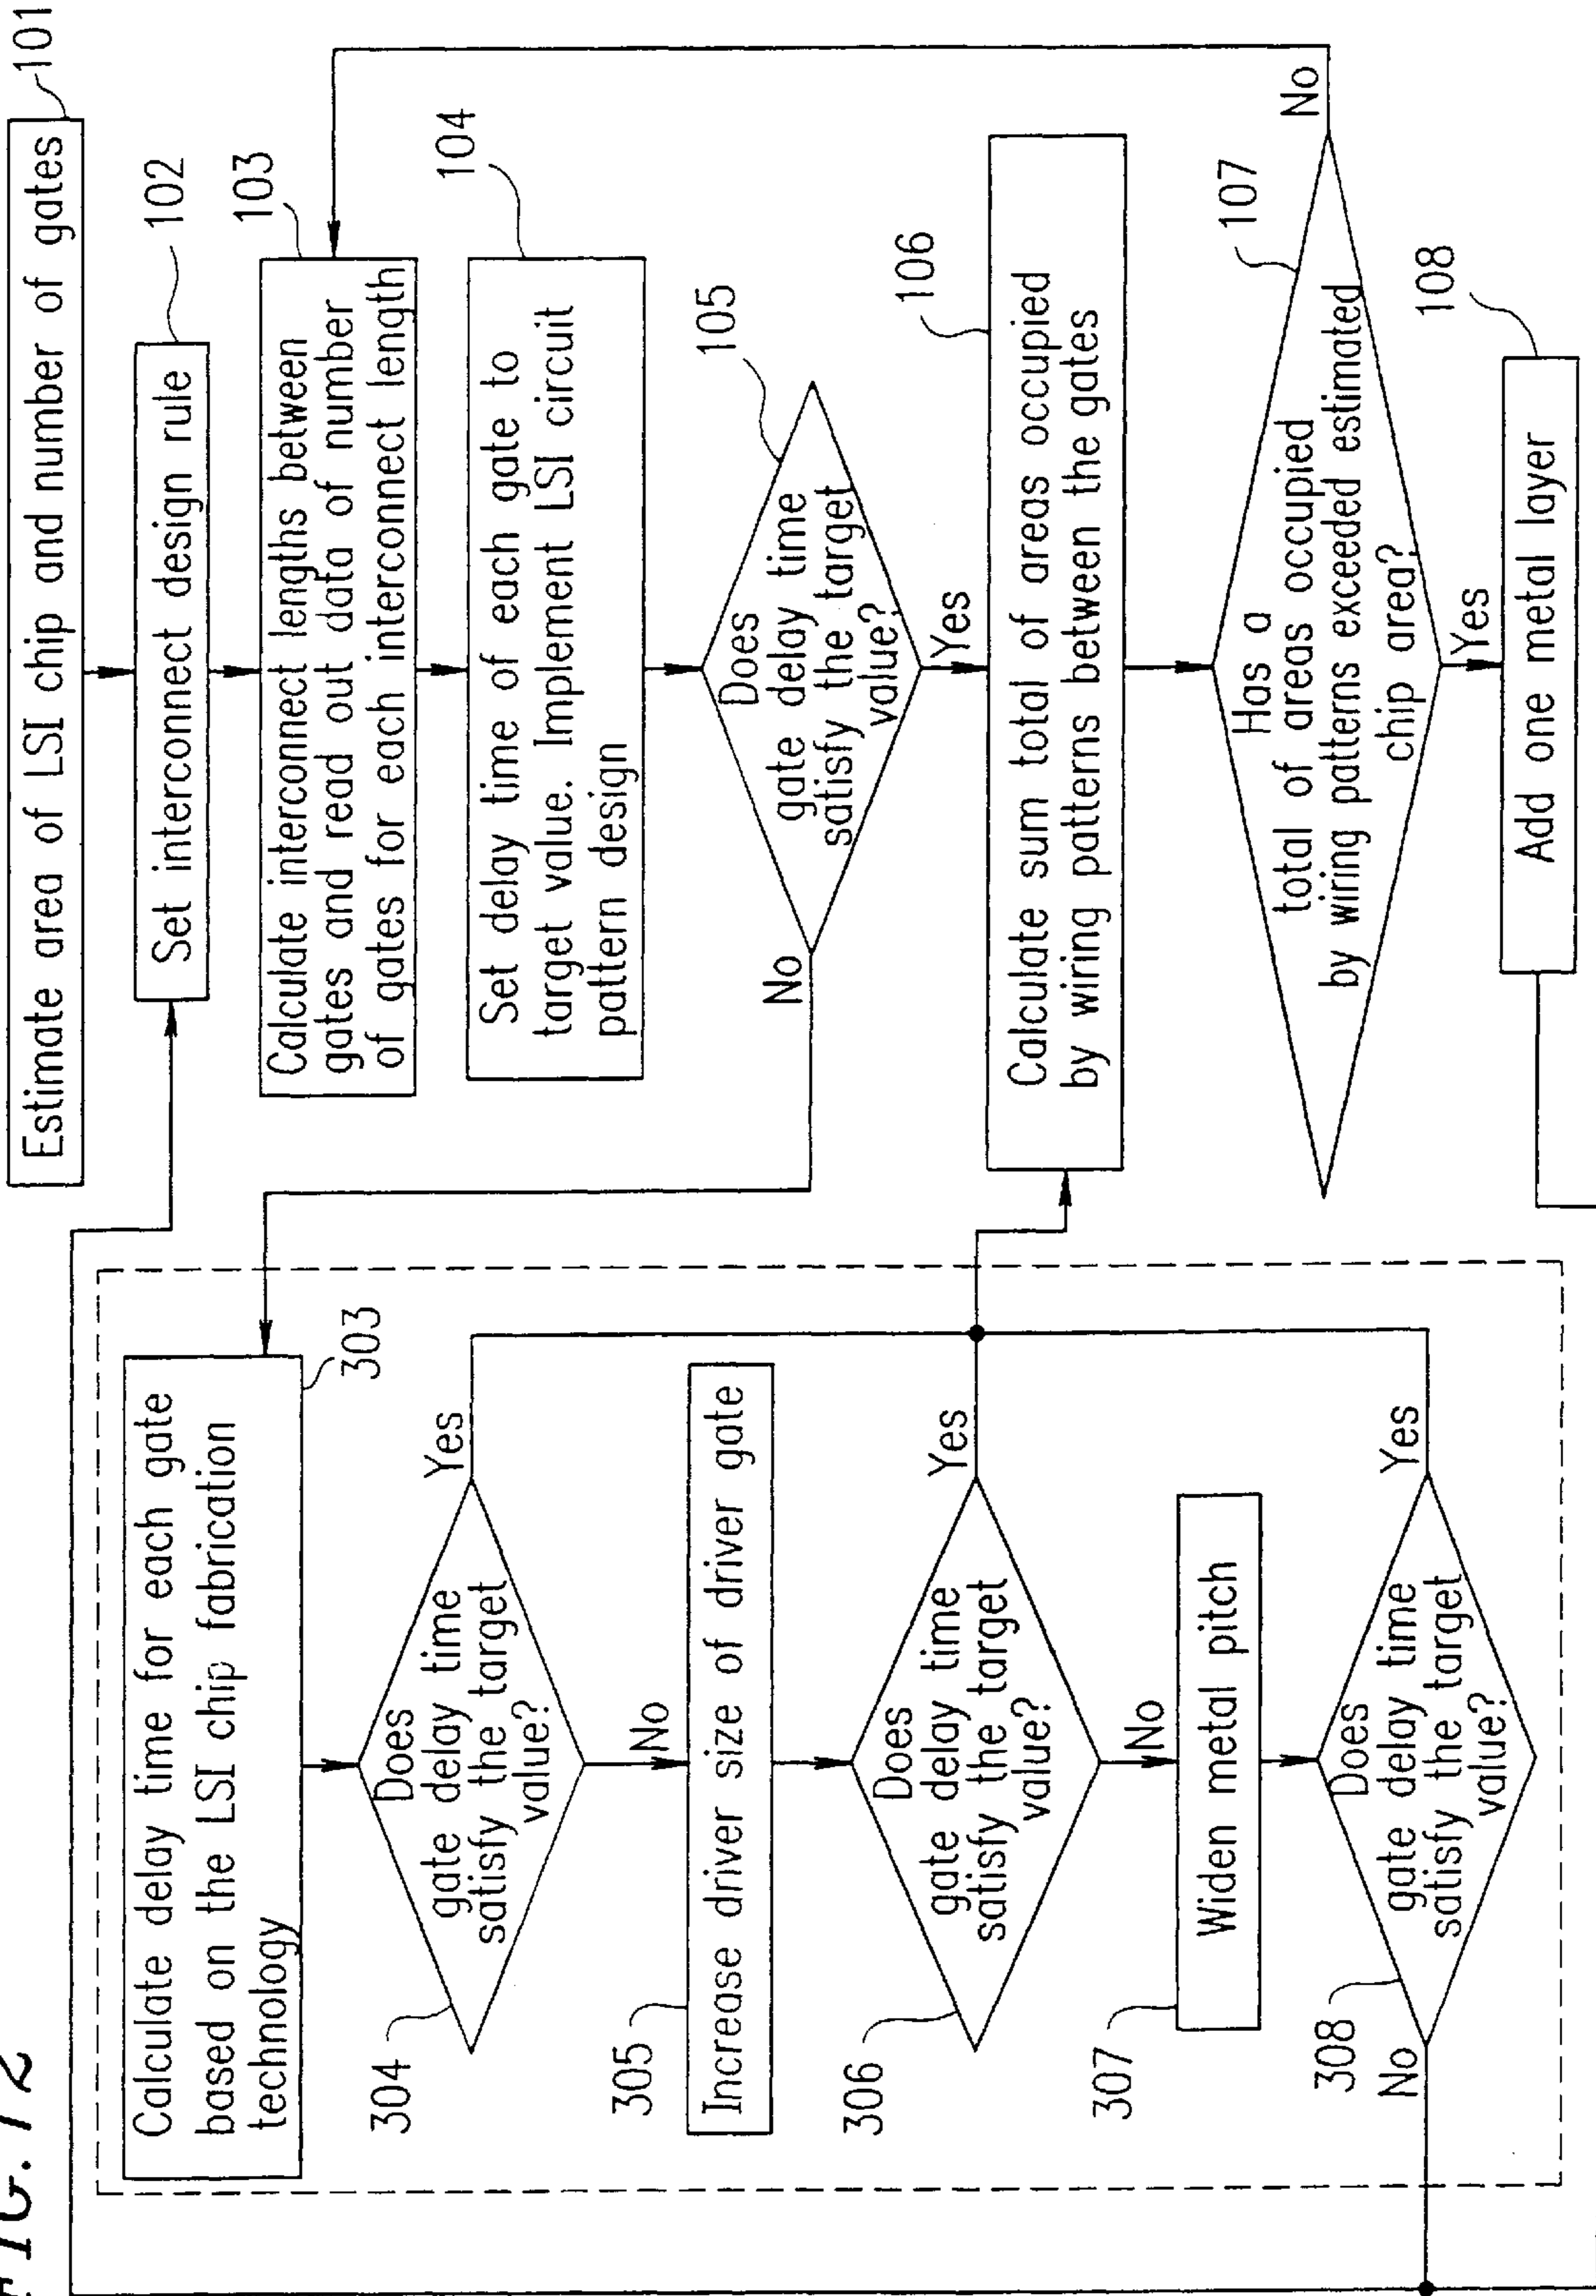 FIG. 12
Estimate area of LSI chip and number of gates
101
Set interconnect design rule
102
Calculate interconnect lengths between
gates and read out data of number
of gates for each interconnect length
103
Set delay time of each gate to
target value. Implement LSI circuit
pattern design
104
Does
gate delay time
satisfy the target
value?
105
No
Yes
Calculate sum total of areas occupied
by wiring patterns between the gates
106
Has a
total of areas occupied
by wiring patterns exceeded estimated
chip area?
107
No
Yes
Add one metal layer
108
Calculate delay time for each gate
based on the LSI chip fabrication
technology
303
Does
gate delay time
satisfy the target
value?
304
Yes
No
Increase driver size of driver gate
305
Does
gate delay time
satisfy the target
value?
306
Yes
No
Widen metal pitch
307
Does
gate delay time
satisfy the target
value?
308
Yes
No